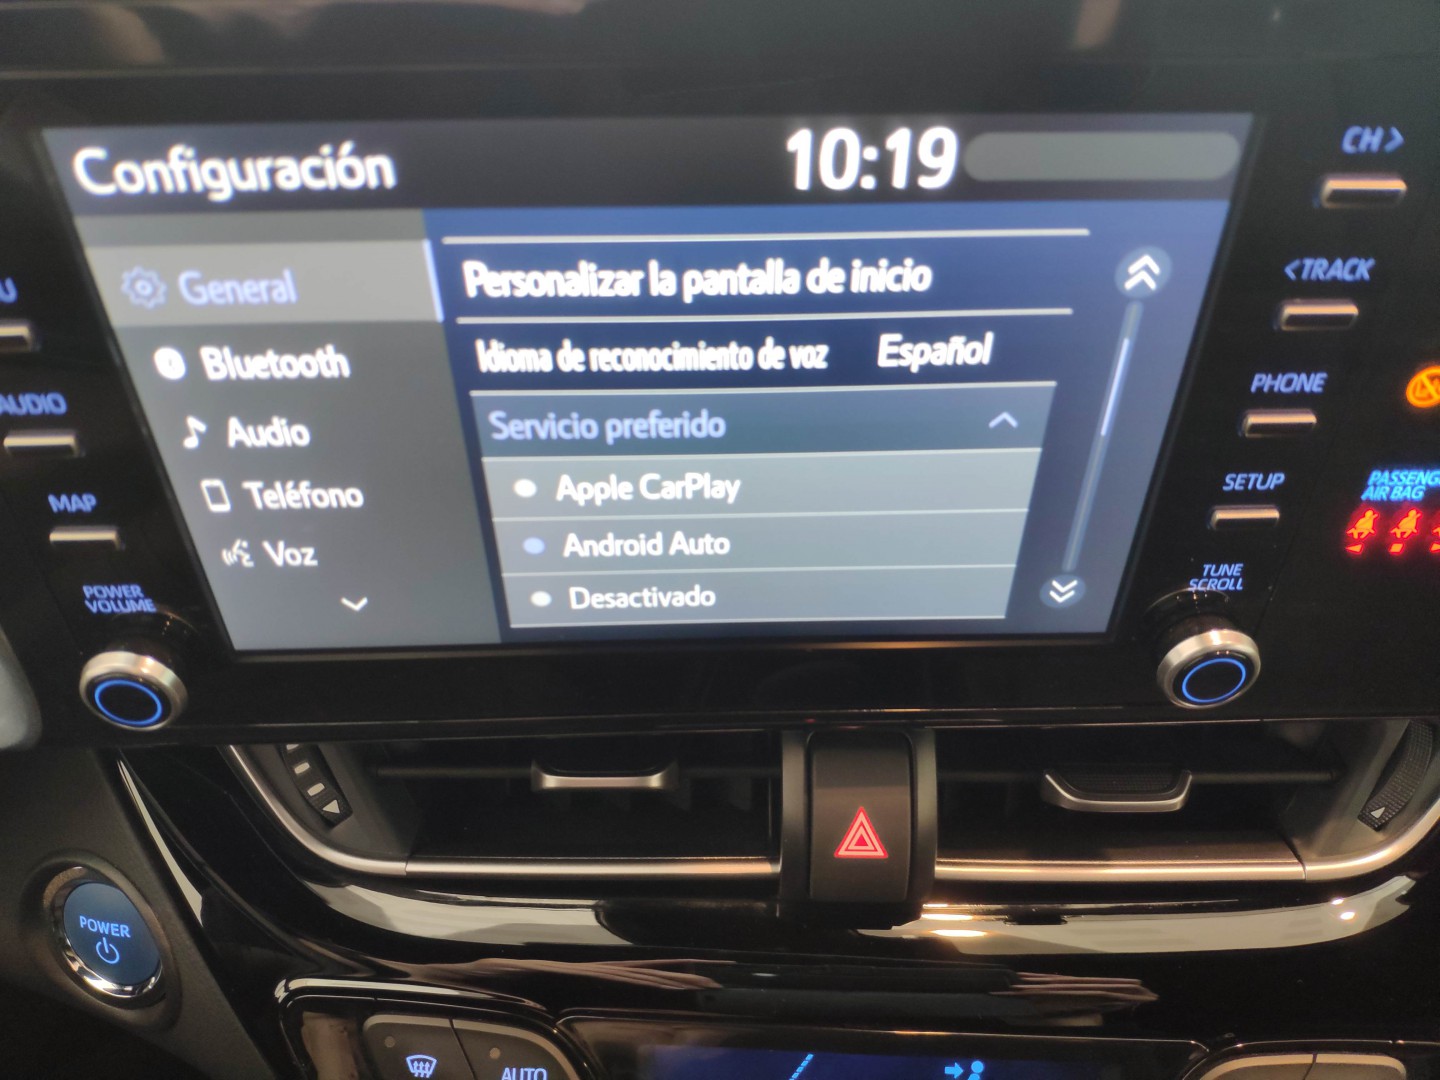 Configuración
10:19
General
Bluetooth
Audio
Teléfono
Voz
Personalizar la pantalla de inicio
Idioma de reconocimiento de voz Español
Servicio preferido
Apple CarPlay
Android Auto
Desactivado
AUDIO
MAP
POWER
VOLUME
CH >
< TRACK
PHONE
SETUP
TUNE
SCROLL
AIR BAG
POWER
AUTO